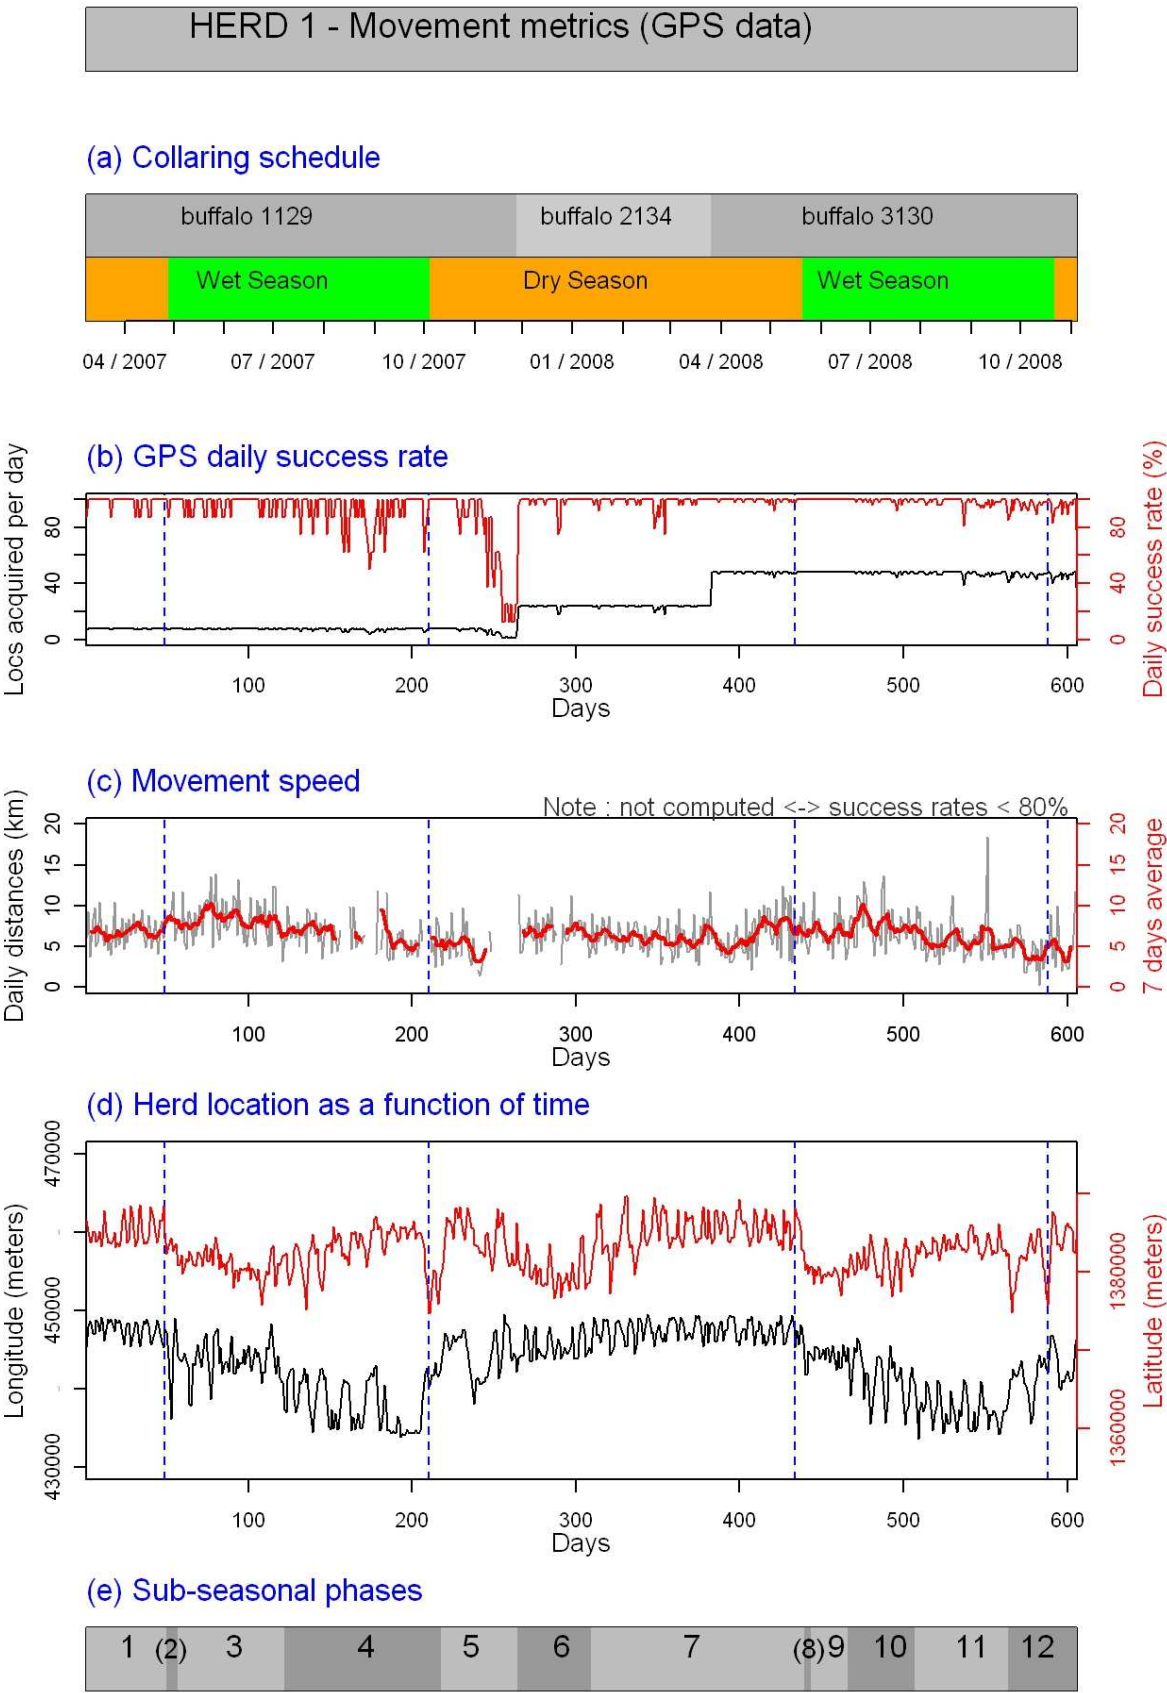 HERD 1 - Movement metrics (GPS data)
(a) Collaring schedule
buffalo 1129 buffalo 2134 buffalo 3130
Wet Season Dry Season Wet Season
04 / 2007 07 / 2007 10 / 2007 01 / 2008 04 / 2008 07 / 2008 10 / 2008
(b) GPS daily success rate
Locs acquired per day
0 40 80
Daily success rate (%)
0 40 80
100 200 300 400 500 600
Days
(c) Movement speed
Note : not computed <-> success rates < 80%
Daily distances (km)
0 5 10 15 20
7 days average
0 5 10 15 20
100 200 300 400 500 600
Days
(d) Herd location as a function of time
Longitude (meters)
430000 450000 470000
Latitude (meters)
1360000 1380000
100 200 300 400 500 600
Days
(e) Sub-seasonal phases
1 (2) 3 4 5 6 7 (8) 9 10 11 12